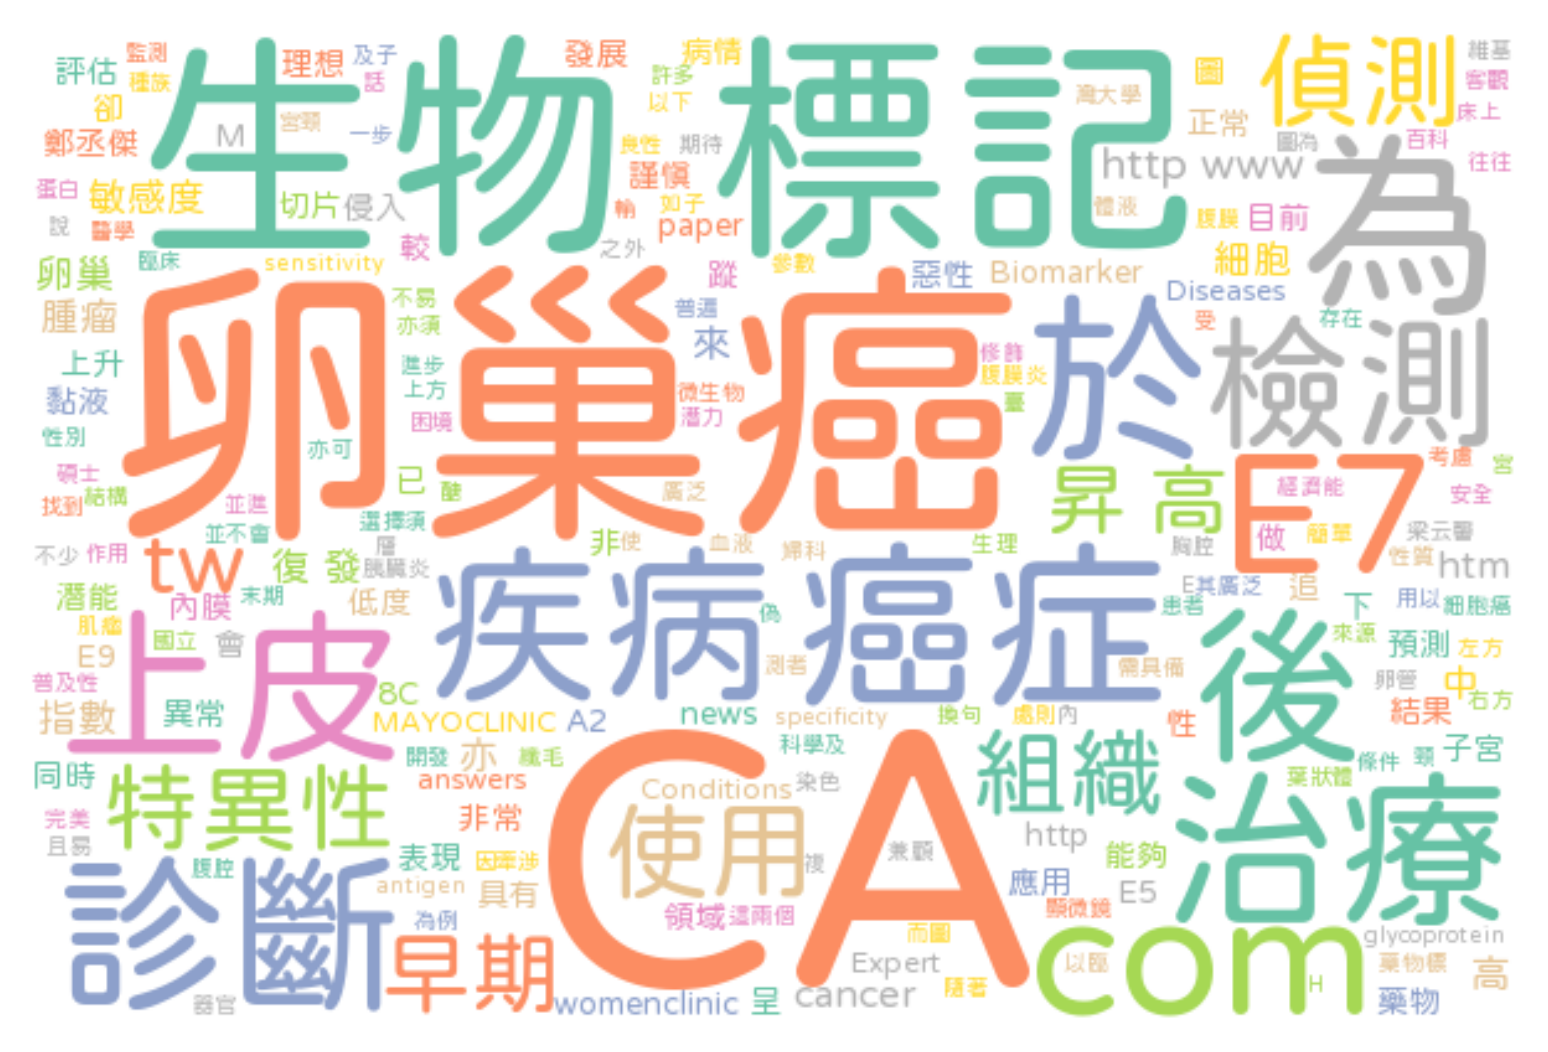 監測
理想
及子
發展
病情
維基
評估
種族
話
許多
圖
客觀
生物
標記
偵測
卻
以下
灣大學
床上
M
宮頸
一步
正常
鄭丞傑
良性
期待
圖為
百科
http www
往往
為
蛋白
敏感度
切片
侵入
謹慎
如子
體液
腹膜
目前
說
醫學
輸
paper
較
之外
臨床
sensitivity
參數
細胞
卵巢
蹤
惡性
Biomarker
Diseases
卵巢癌
不易
普遍
於
腫瘤
亦須
來
受
存在
檢測
上升
進步
修飾
腹膜炎
上方
微生物
臺
黏液
困境
潛力
性別
亦可
碩士
已
醣
廣泛
昇 高
E7
考慮
宮
結構
找到
並進
經濟能
安全
選擇須
並不會
做
簡單
梁云馨
tw
不少
作用
復 發
層
非
使
血液
婦科
生理
胸腔
性質
htm
胰臟炎
疾病
癌症
E其廣泛
追
潛能
內膜
末期
低度
偽
患者
下
用以
細胞癌
上皮
肌瘤
國立
會
後
來源
預測
左方
E9
測者
需具備
普及性
8C
卵管
中
右方
指數
異常
MAYOCLINIC
A2
news
specificity
換句
處則
內
性
結果
開發
亦
纖毛
科學及
組織
條件
頸
子宮
同時
特異性
answers
CA
Conditions
染色
葉狀體
治療
完美
非常
使用
http
且易
表現
兼顧
能夠
診斷
腹腔
因牽涉
複
antigen
具有
應用
E5
為例
領域
這兩個
顯微鏡
早期
而圖
com
glycoprotein
Expert
以臨
藥物標
高
器官
womenclinic
呈
cancer
隨著
H
藥物